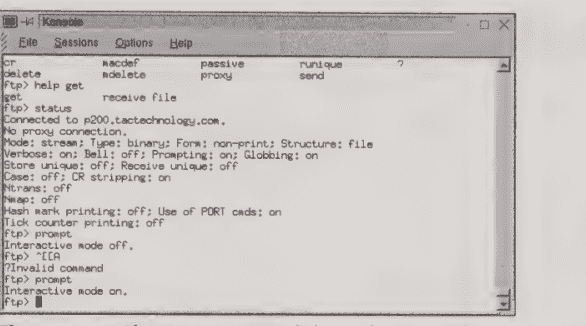 Konsole
File Sessions Options Help
cr macdef passive runique ?
delete mdelete proxy send
ftp> help get
get receive file
ftp> status
Connected to p200.tactechnology.com.
No proxy connection.
Mode: stream; Type: binary; Form: non-print; Structure: file
Verbose: on; Bell: off; Prompting: on; Globbing: on
Store unique: off; Receive unique: off
Case: off; CR stripping: on
Ntrans: off
Nmap: off
Hash mark printing: off; Use of PORT cmds: on
Tick counter printing: off
ftp> prompt
Interactive mode off.
ftp> ^[[A
?Invalid command
ftp> prompt
Interactive mode on.
ftp>